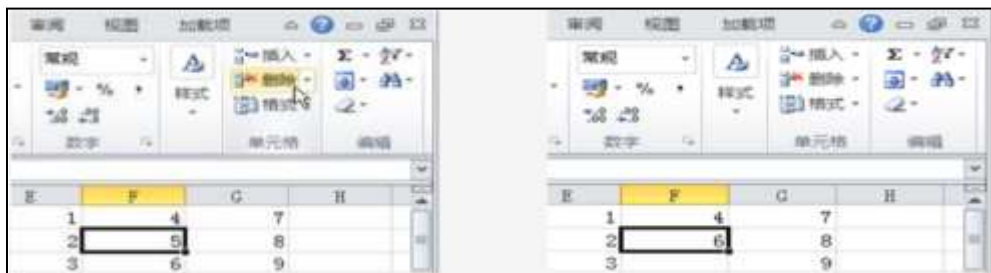 审阅 视图 加载项
常规
% ,
样式
插入
删除
格式
Σ
数字 单元格 编辑
E F G H
1 4 7
2 5 8
3 6 9
审阅 视图 加载项
常规
% ,
样式
插入
删除
格式
Σ
数字 单元格 编辑
E F G H
1 4 7
2 6 8
3 9